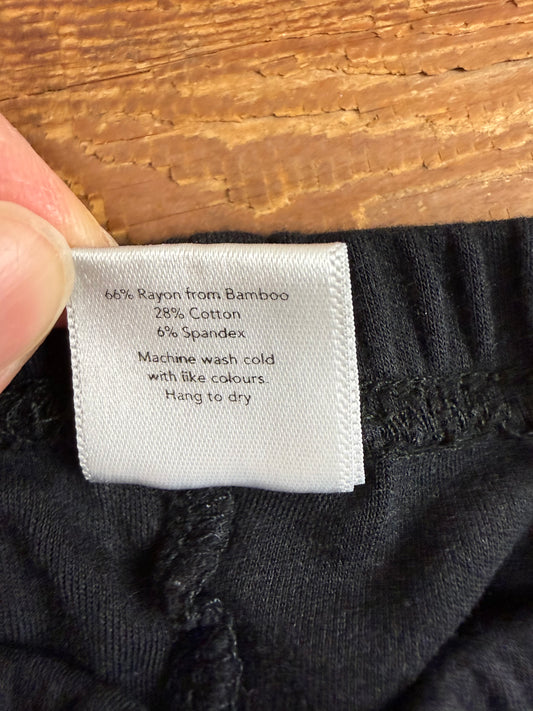 66% Rayon from Bamboo
28% Cotton
6% Spandex
Machine wash cold
with like colours.
Hang to dry